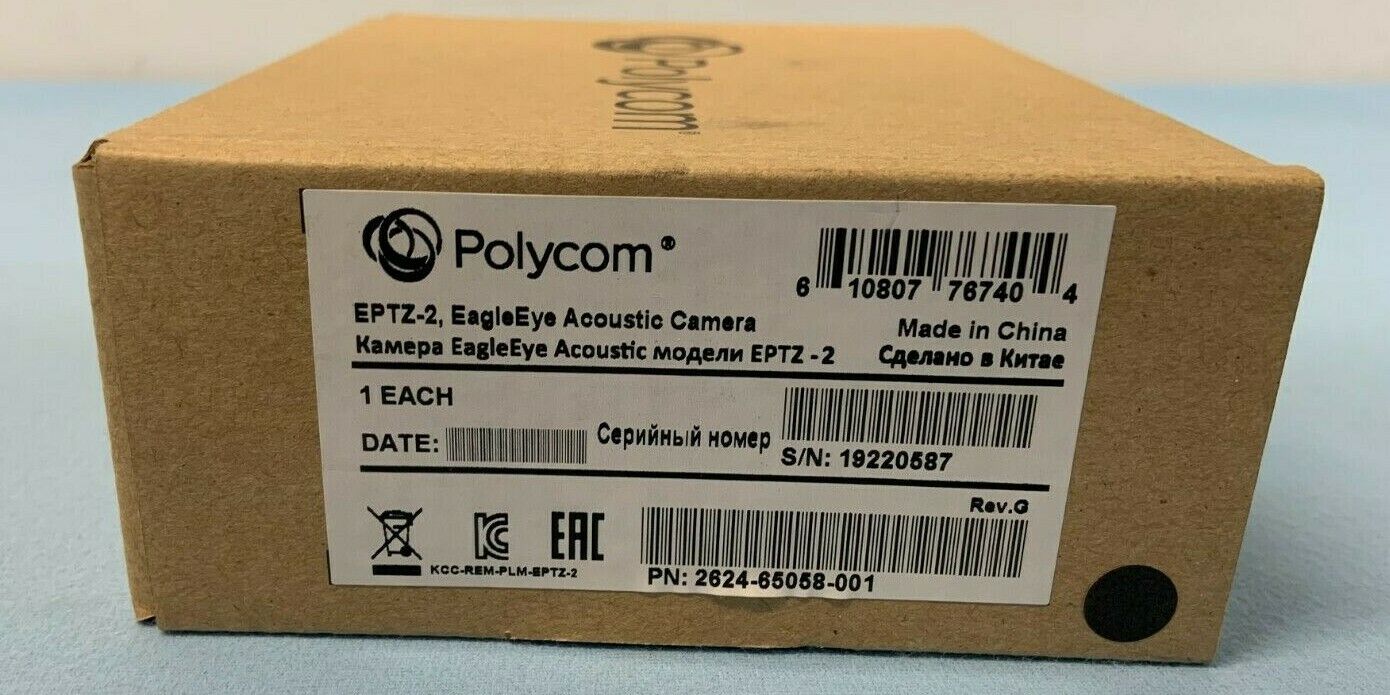 Polycom®
Polycom®
6 10807 76740 4
EPTZ-2, EagleEye Acoustic Camera
Made in China
Камера EagleEye Acoustic модели EPTZ - 2
Сделано в Китае
1 EACH
DATE:
Серийный номер
S/N: 19220587
Rev.G
EAC
KCC-REM-PLM-EPTZ-2
PN: 2624-65058-001